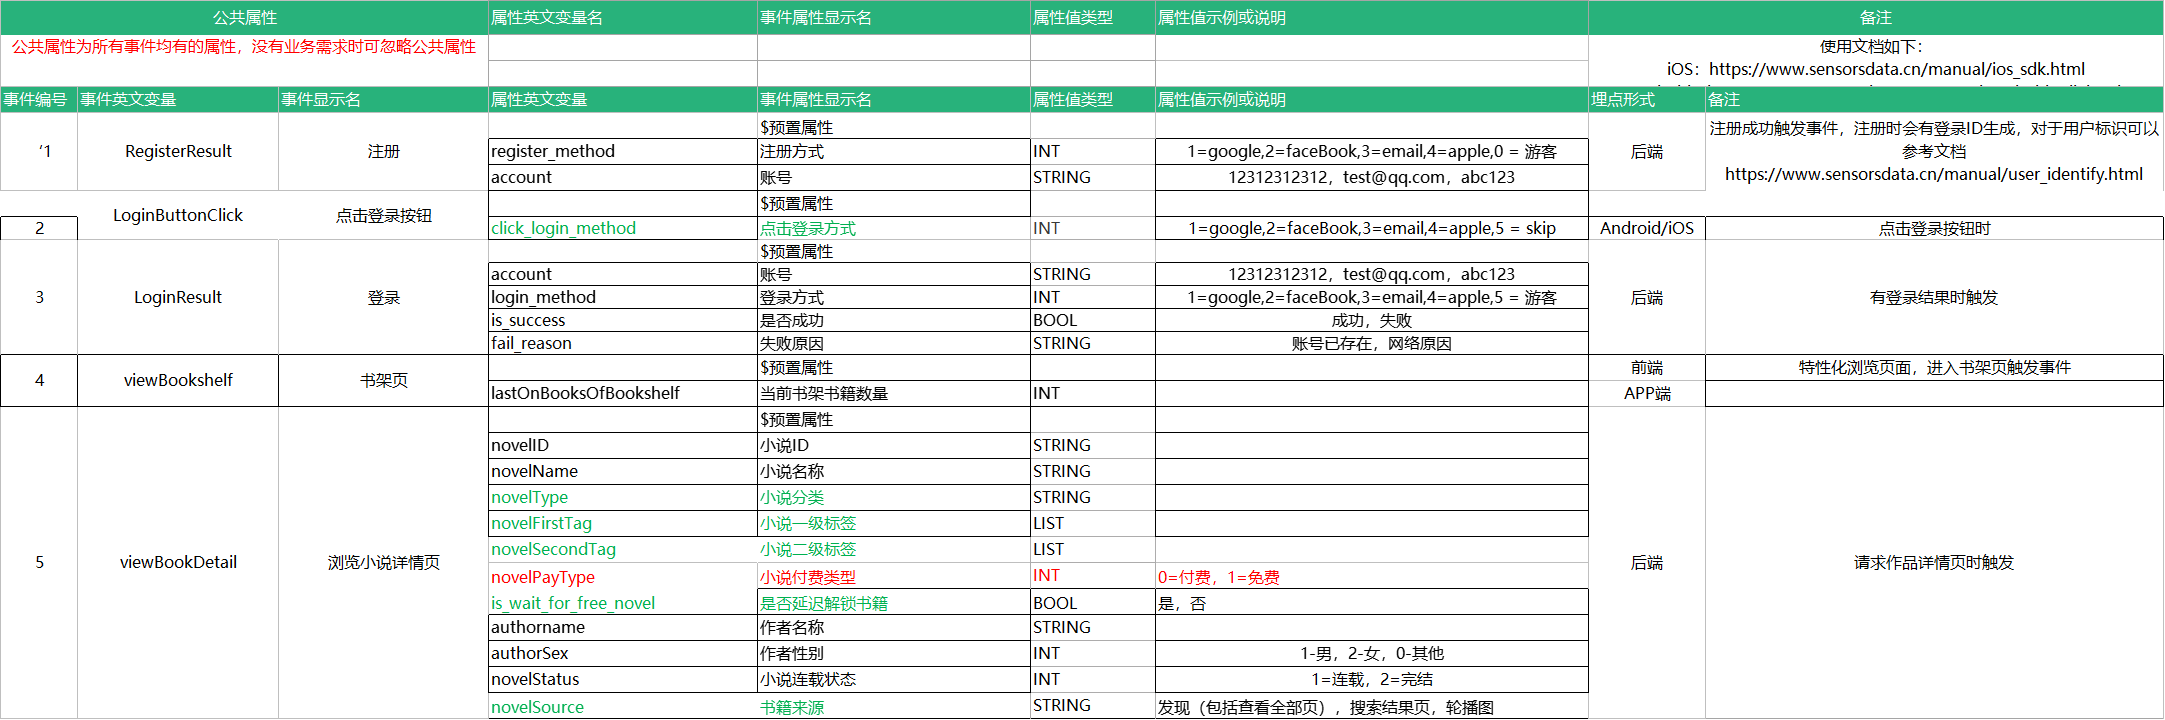 公共属性 属性英文变量名 事件属性显示名 属性值类型 属性值示例或说明 备注
公共属性为所有事件均有的属性，没有业务需求时可忽略公共属性 使用文档如下：
iOS：https://www.sensorsdata.cn/manual/ios_sdk.html
事件编号 事件英文变量 事件显示名 属性英文变量 事件属性显示名 属性值类型 属性值示例或说明 埋点形式 备注
$预置属性 注册成功触发事件，注册时会有登录ID生成，对于用户标识可以
‘1 RegisterResult 注册 register_method 注册方式 INT 1=google,2=faceBook,3=email,4=apple,0 = 游客 后端 参考文档
account 账号 STRING 12312312312，test@qq.com，abc123 https://www.sensorsdata.cn/manual/user_identify.html
LoginButtonClick 点击登录按钮 $预置属性
2 click_login_method 点击登录方式 INT 1=google,2=faceBook,3=email,4=apple,5 = skip Android/iOS 点击登录按钮时
$预置属性
account 账号 STRING 12312312312，test@qq.com，abc123
3 LoginResult 登录 login_method 登录方式 INT 1=google,2=faceBook,3=email,4=apple,5 = 游客 后端 有登录结果时触发
is_success 是否成功 BOOL 成功，失败
fail_reason 失败原因 STRING 账号已存在，网络原因
4 viewBookshelf 书架页 $预置属性 前端 特性化浏览页面，进入书架页触发事件
lastOnBooksOfBookshelf 当前书架书籍数量 INT APP端
$预置属性
novelID 小说ID STRING
novelName 小说名称 STRING
novelType 小说分类 STRING
novelFirstTag 小说一级标签 LIST
novelSecondTag 小说二级标签 LIST
5 viewBookDetail 浏览小说详情页 后端 请求作品详情页时触发
novelPayType 小说付费类型 INT 0=付费，1=免费
is_wait_for_free_novel 是否延迟解锁书籍 BOOL 是，否
authorname 作者名称 STRING
authorSex 作者性别 INT 1-男，2-女，0-其他
novelStatus 小说连载状态 INT 1=连载，2=完结
novelSource 书籍来源 STRING 发现（包括查看全部页），搜索结果页，轮播图